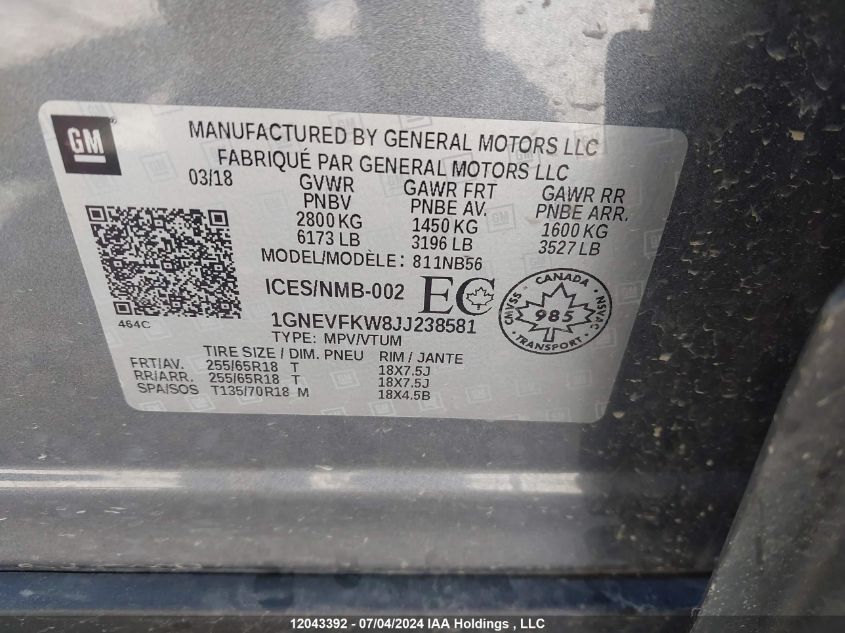 GM
MANUFACTURED BY GENERAL MOTORS LLC
FABRIQUÉ PAR GENERAL MOTORS LLC
03/18 GVWR GAWR FRT GAWR RR
PNBV PNBE AV. PNBE ARR.
2800 KG 1450 KG 1600 KG
6173 LB 3196 LB 3527 LB
MODEL/MODÈLE: 811NB56
ICES/NMB-002 EC
CANADA
CMVSS 985 NSVAC
TRANSPORT
464C
1GNEVFKW8JJ238581
TYPE: MPV/VTUM
TIRE SIZE / DIM. PNEU RIM / JANTE
FRT/AV. 255/65R18 T 18X7.5J
RR/ARR. 255/65R18 T 18X7.5J
SPA/SOS T135/70R18 M 18X4.5B
12043392 - 07/04/2024 IAA Holdings , LLC